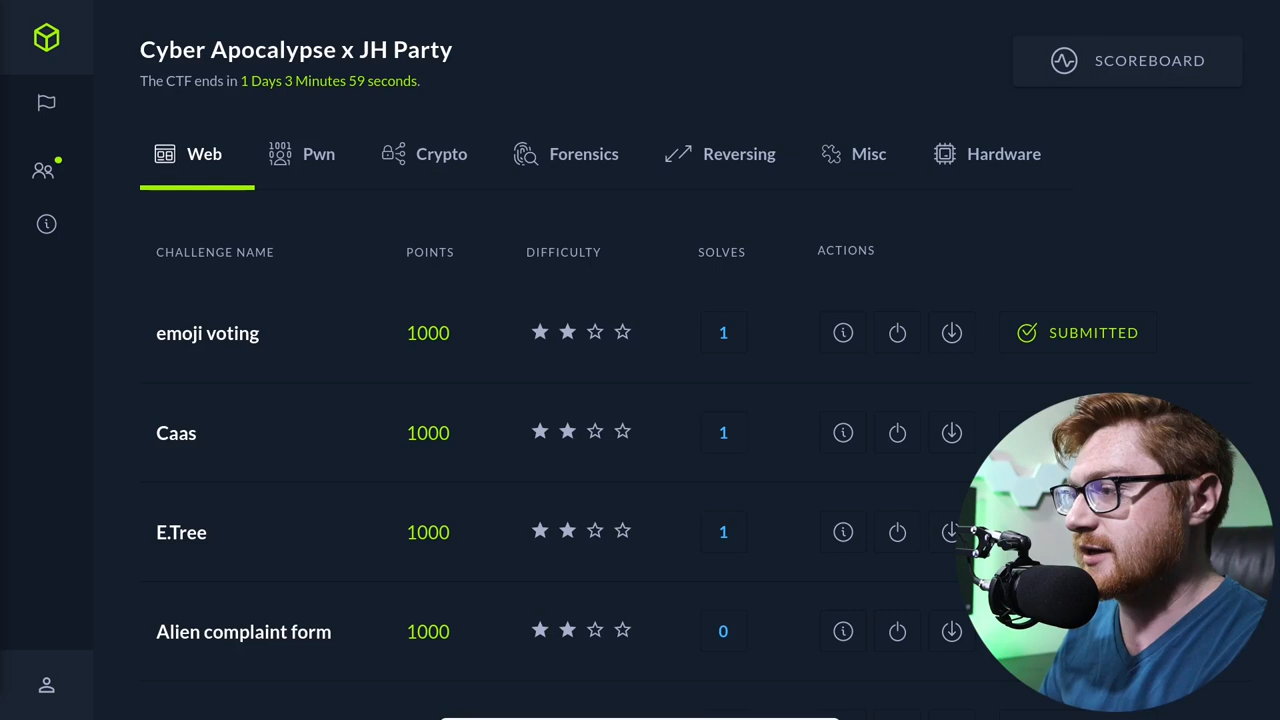 Cyber Apocalypse x JH Party
The CTF ends in 1 Days 3 Minutes 59 seconds.
SCOREBOARD
Web
1001
Pwn
Crypto
Forensics
Reversing
Misc
Hardware
CHALLENGE NAME POINTS DIFFICULTY SOLVES ACTIONS
emoji voting 1000 1 SUBMITTED
Caas 1000 1
E.Tree 1000 1
Alien complaint form 1000 0